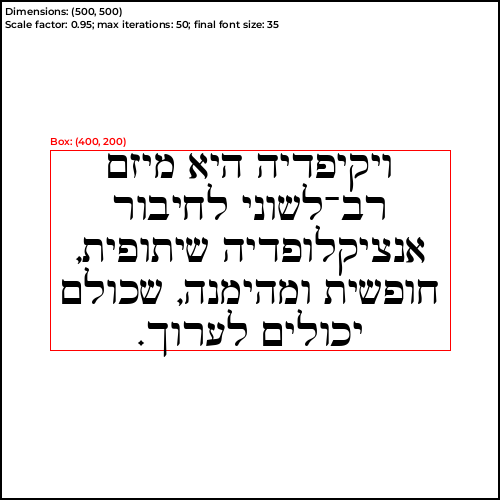 Dimensions: (500, 500)
Scale factor: 0.95; max iterations: 50; final font size: 35
Box: (400, 200)
ויקיפדיה היא מיזם
רב־לשוני לחיבור
אנציקלופדיה שיתופית,
חופשית ומהימנה, שכולם
יכולים לערוך.